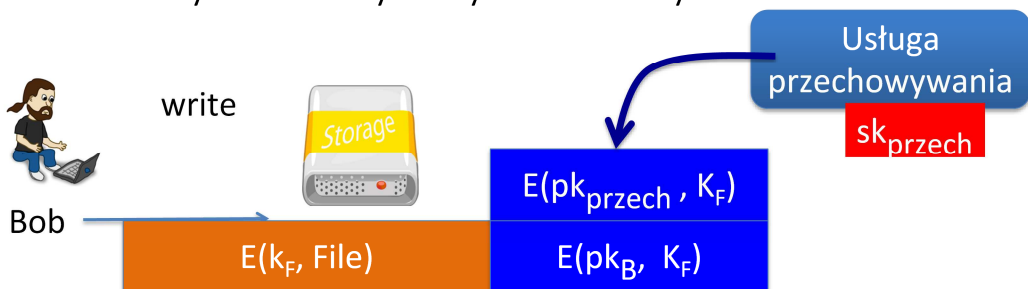 Usługa
przechowywania
sk_przech
write
Storage
Bob
E(pk_przech , K_F)
E(k_F, File)
E(pk_B, K_F)